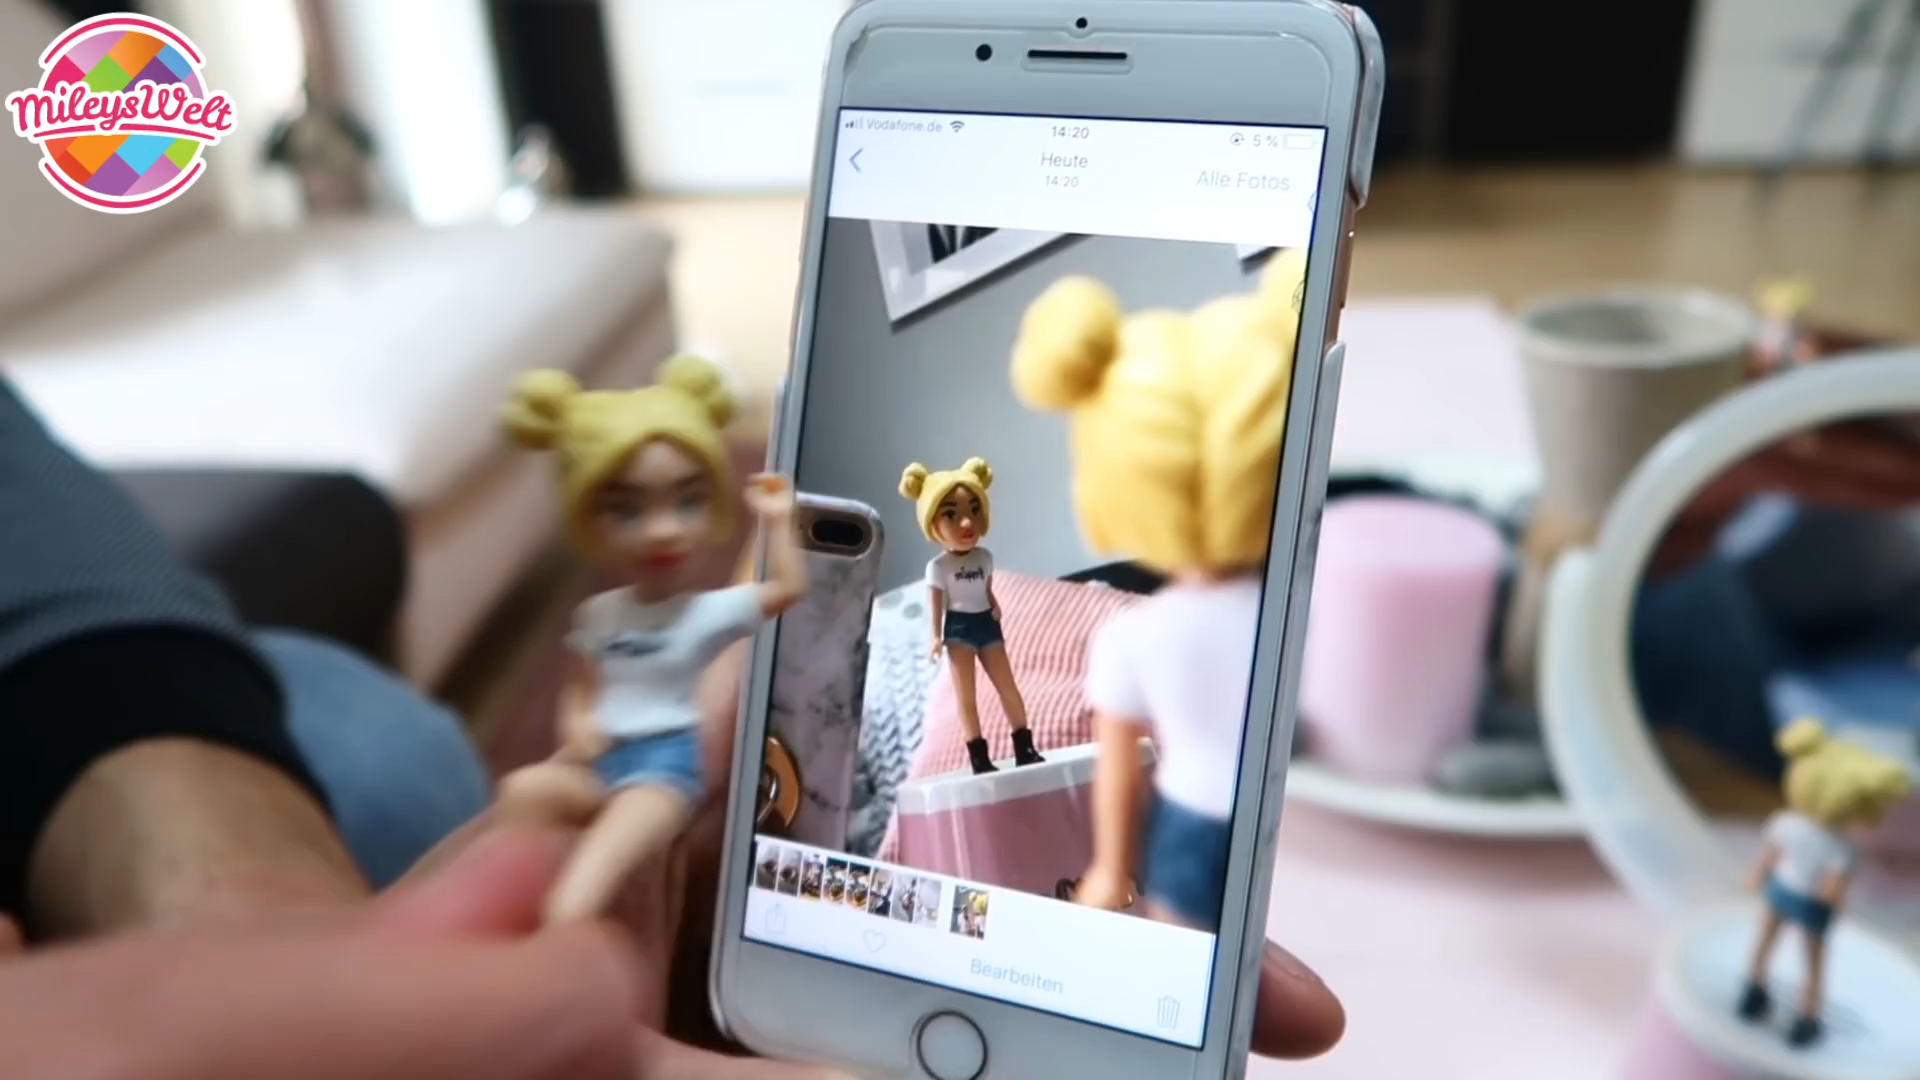 MileysWelt
Vodafone.de
14:20
5 %
Heute
14:20
Alle Fotos
Bearbeiten